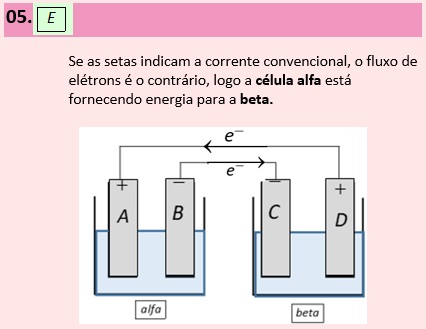 05. E
Se as setas indicam a corrente convencional, o fluxo de
elétrons é o contrário, logo a célula alfa está
fornecendo energia para a beta.
e⁻
e⁻
+ − − +
A B C D
alfa beta